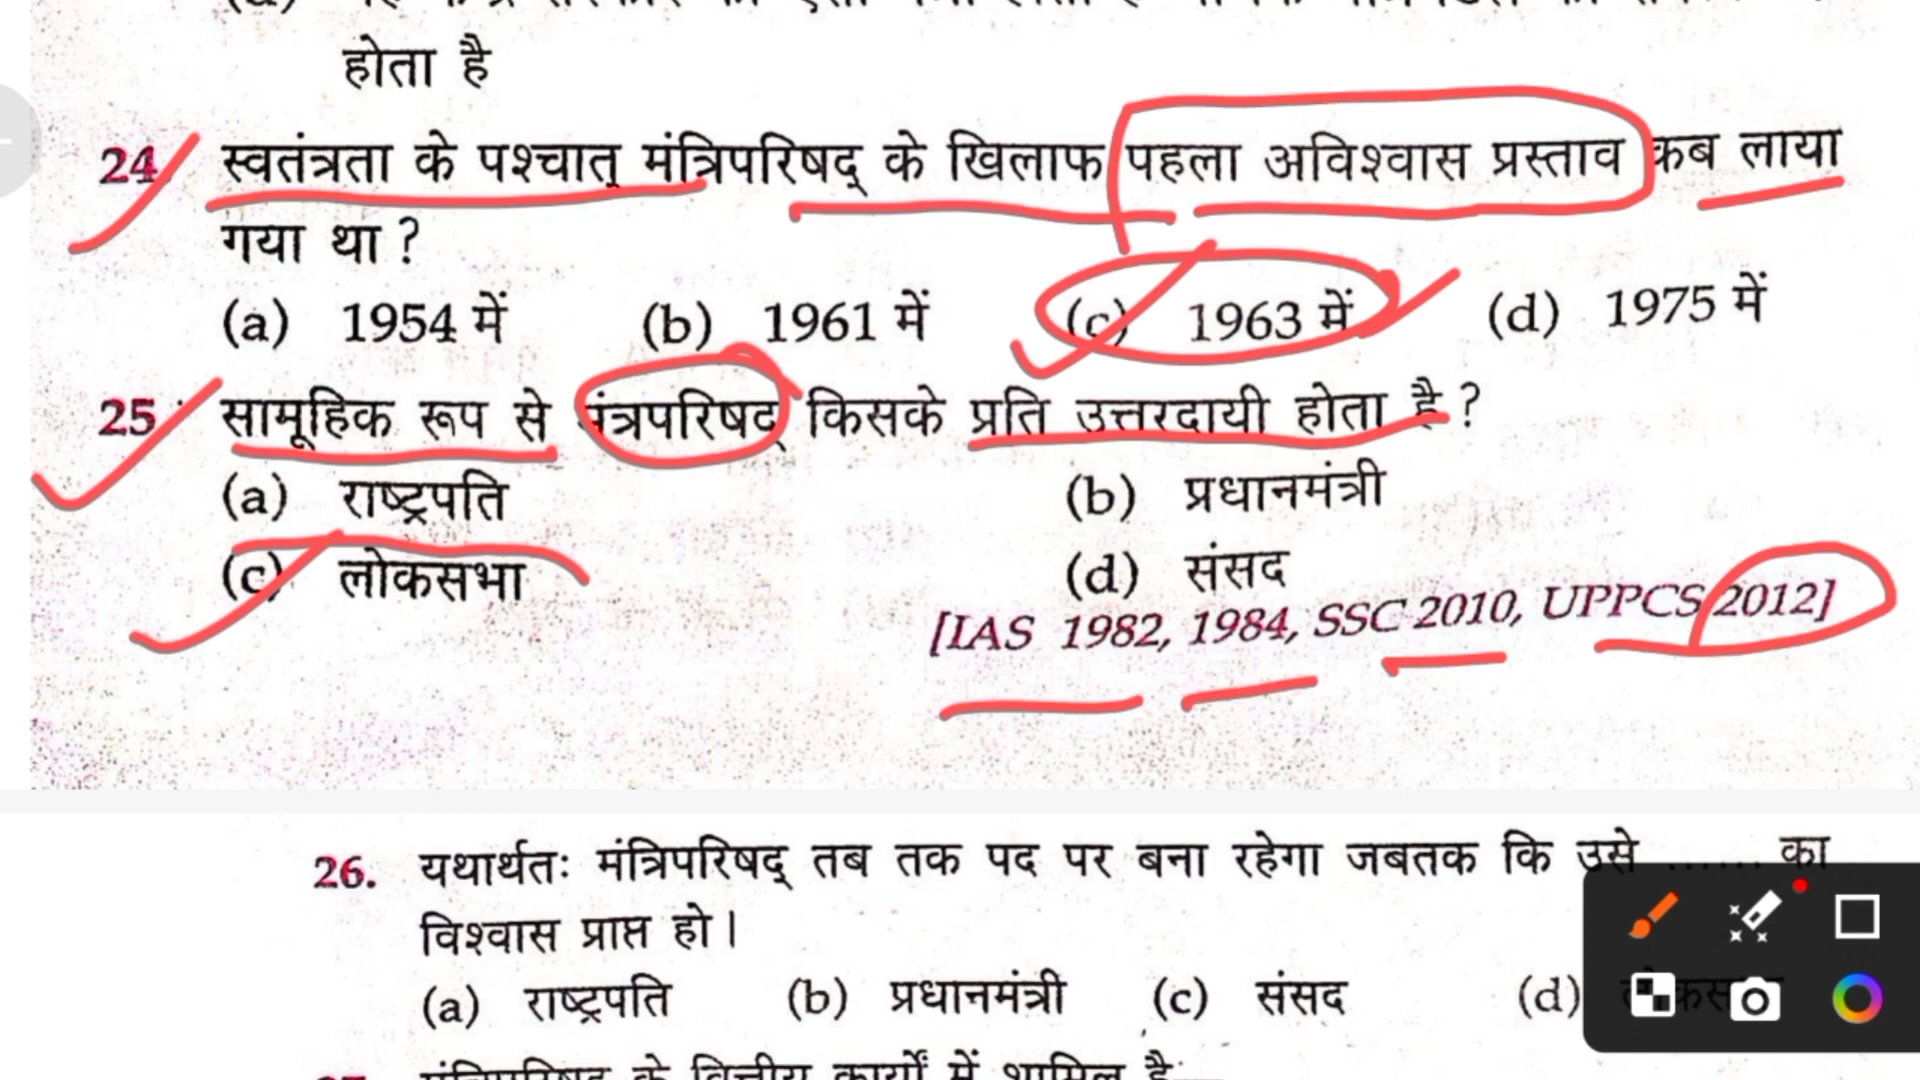 होता है
24 स्वतंत्रता के पश्चात् मंत्रिपरिषद् के खिलाफ पहला अविश्वास प्रस्ताव कब लाया
गया था ?
(a) 1954 में (b) 1961 में (c) 1963 में (d) 1975 में
25 सामूहिक रूप से मंत्रपरिषद् किसके प्रति उत्तरदायी होता है ?
(a) राष्ट्रपति (b) प्रधानमंत्री
(c) लोकसभा (d) संसद
[IAS 1982, 1984, SSC 2010, UPPCS 2012]
26. यथार्थतः मंत्रिपरिषद् तब तक पद पर बना रहेगा जबतक कि उसे ...... का
विश्वास प्राप्त हो।
(a) राष्ट्रपति (b) प्रधानमंत्री (c) संसद (d)
के वित्तीय कार्यों में शामिल है